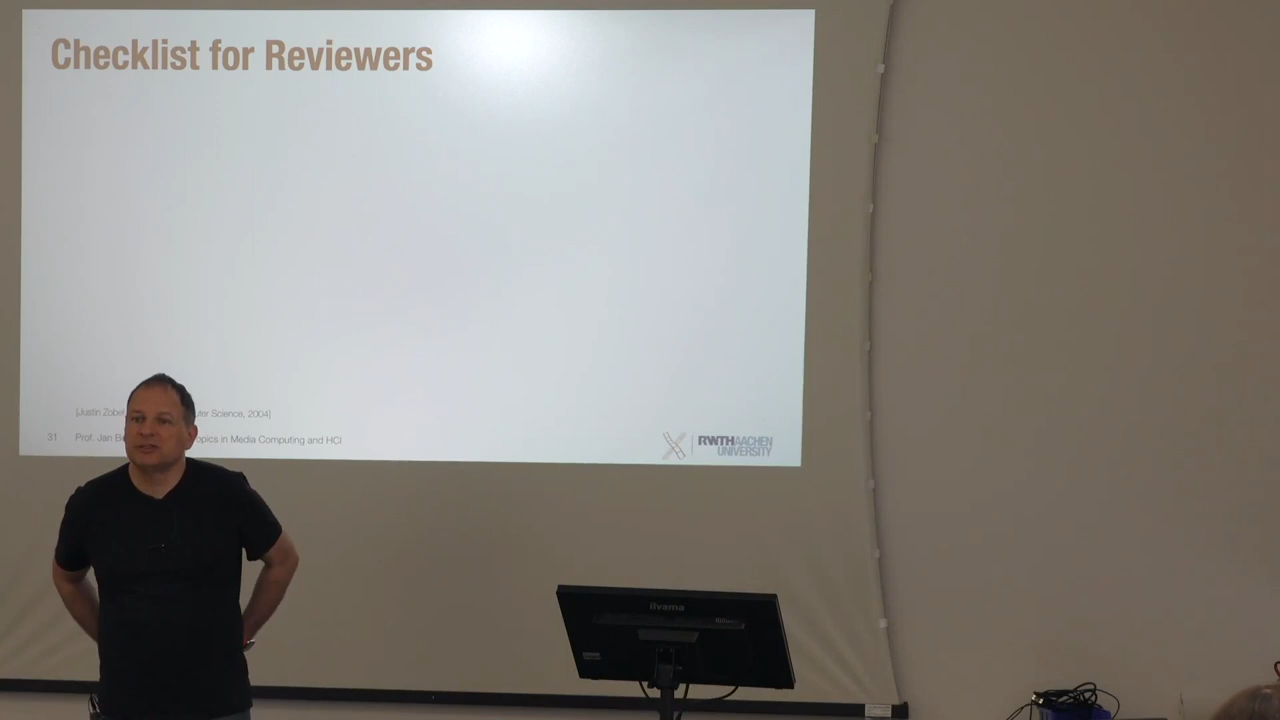 Checklist for Reviewers
[Justin Zobel
uter Science, 2004]
31 Prof. Jan B
opics in Media Computing and HCI
RWTHAACHEN
UNIVERSITY
iiyama